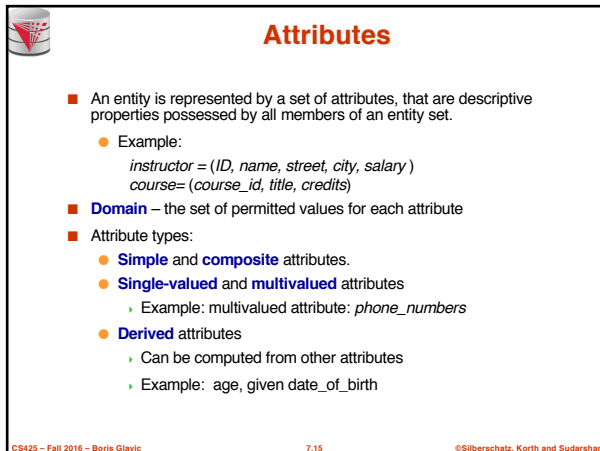 Attributes
■ An entity is represented by a set of attributes, that are descriptive
properties possessed by all members of an entity set.
● Example:
instructor = (ID, name, street, city, salary )
course= (course_id, title, credits)
■ Domain – the set of permitted values for each attribute
■ Attribute types:
● Simple and composite attributes.
● Single-valued and multivalued attributes
› Example: multivalued attribute: phone_numbers
● Derived attributes
› Can be computed from other attributes
› Example:  age, given date_of_birth
CS425 – Fall 2016 – Boris Glavic 7.15 ©Silberschatz, Korth and Sudarshan